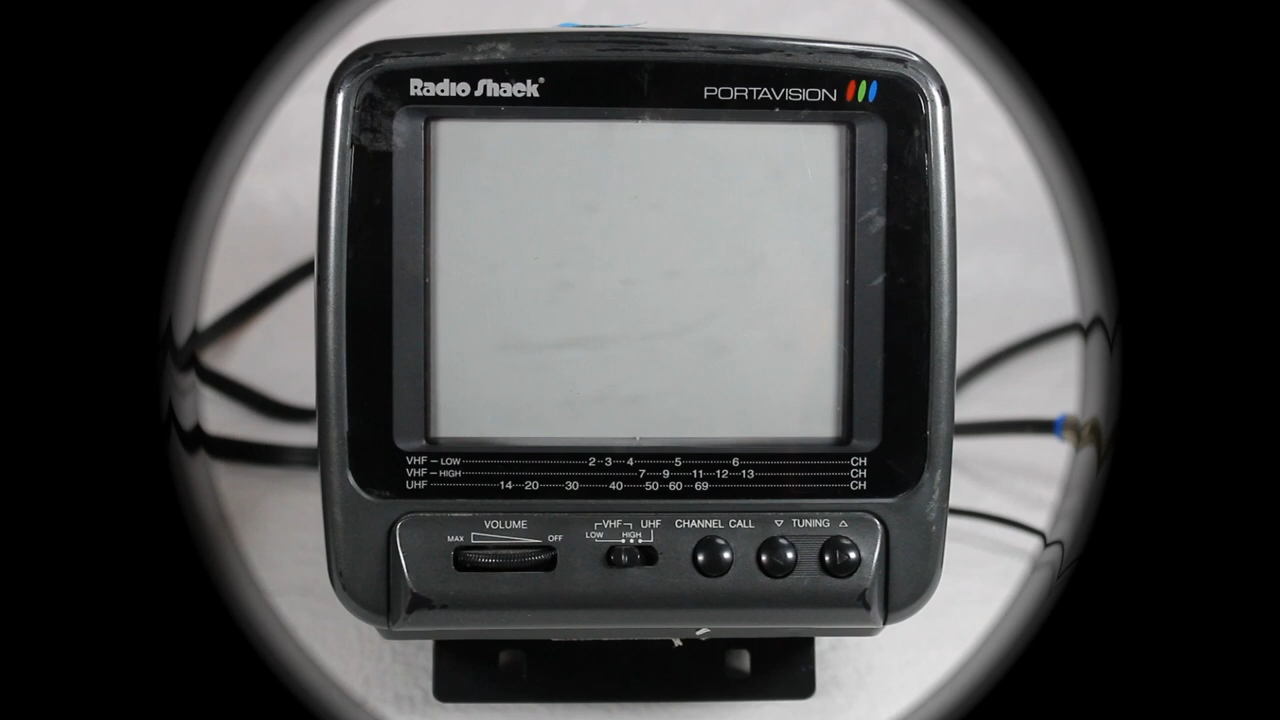 Radio Shack®
PORTAVISION
VHF – LOW 2 3 4 5 6 CH
VHF – HIGH 7 9 11 12 13 CH
UHF 14 20 30 40 50 60 69 CH
VOLUME
MAX OFF
VHF UHF
LOW HIGH
CHANNEL CALL
▽ TUNING △